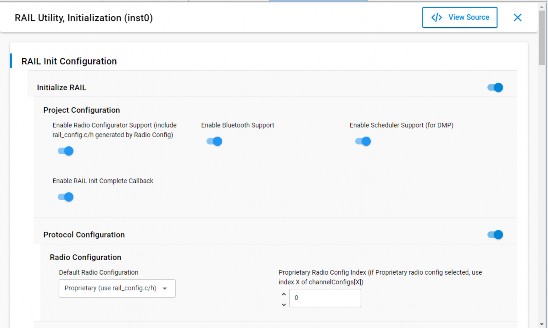 RAIL Utility, Initialization (inst0)
</> View Source
RAIL Init Configuration
Initialize RAIL
Project Configuration
Enable Radio Configurator Support (include
rail_config.c/h generated by Radio Config)
Enable Bluetooth Support
Enable Scheduler Support (for DMP)
Enable RAIL Init Complete Callback
Protocol Configuration
Radio Configuration
Default Radio Configuration
Proprietary (use rail_config.c/h)
Proprietary Radio Config Index (if Proprietary radio config selected, use
index X of channelConfigs[X])
0